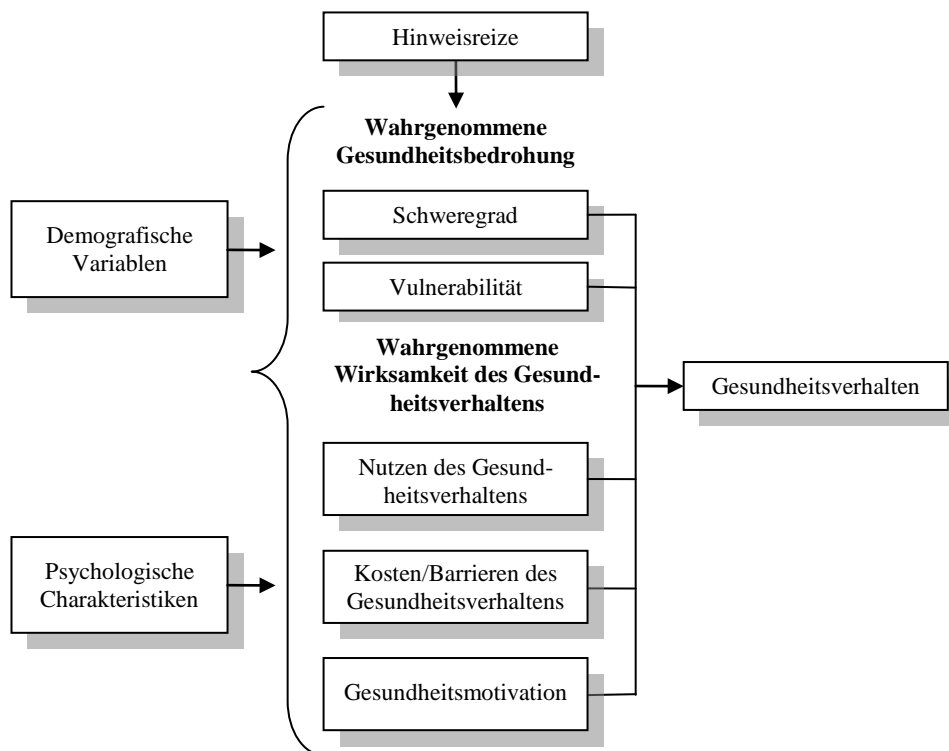 Hinweisreize
Wahrgenommene
Gesundheitsbedrohung
Demografische
Variablen
Schweregrad
Vulnerabilität
Wahrgenommene
Wirksamkeit des Gesund-
heitsverhaltens
Gesundheitsverhalten
Nutzen des Gesund-
heitsverhaltens
Psychologische
Charakteristiken
Kosten/Barrieren des
Gesundheitsverhaltens
Gesundheitsmotivation